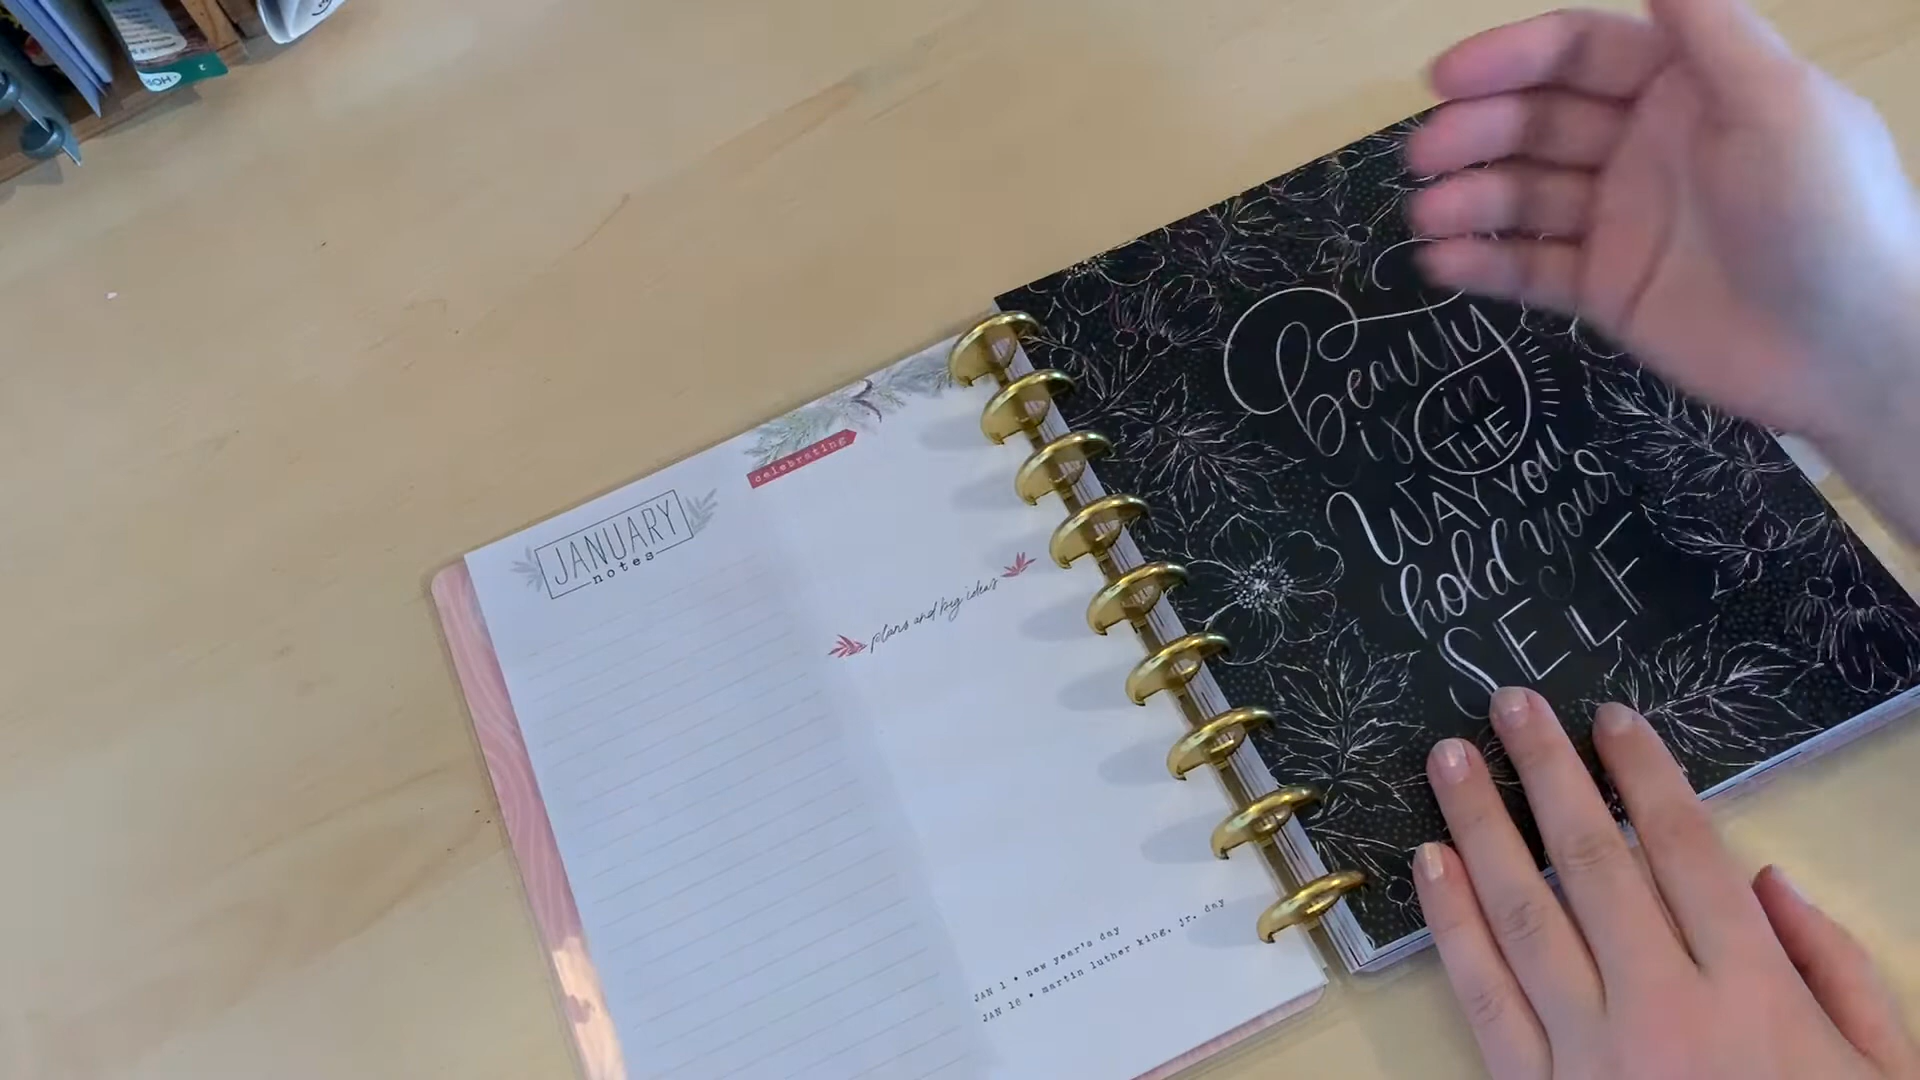 JANUARY
notes
celebrating
plans and big ideas
JAN 1 • new year's day
JAN 16 • martin luther king, jr. day
beauty
is in
THE
WAY you
hold your
SELF